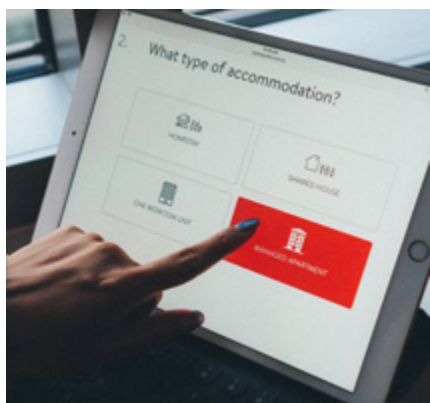 2. What type of accommodation?
HOMESTAY
SHARED HOUSE
ONE BEDROOM UNIT
MANAGED APARTMENT